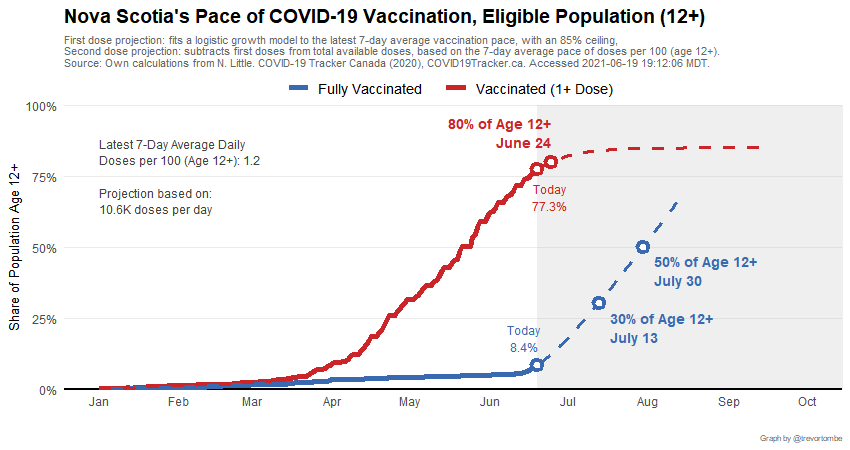 Nova Scotia's Pace of COVID-19 Vaccination, Eligible Population (12+)
First dose projection: fits a logistic growth model to the latest 7-day average vaccination pace, with an 85% ceiling,
Second dose projection: subtracts first doses from total available doses, based on the 7-day average pace of doses per 100 (age 12+).
Source: Own calculations from N. Little. COVID-19 Tracker Canada (2020), COVID19Tracker.ca. Accessed 2021-06-19 19:12:06 MDT.
Fully Vaccinated
Vaccinated (1+ Dose)
Share of Population Age 12+
100%
75%
50%
25%
0%
Latest 7-Day Average Daily
Doses per 100 (Age 12+): 1.2
Projection based on:
10.6K doses per day
80% of Age 12+
June 24
Today
77.3%
50% of Age 12+
July 30
30% of Age 12+
July 13
Today
8.4%
Jan
Feb
Mar
Apr
May
Jun
Jul
Aug
Sep
Oct
Graph by @trevortombe